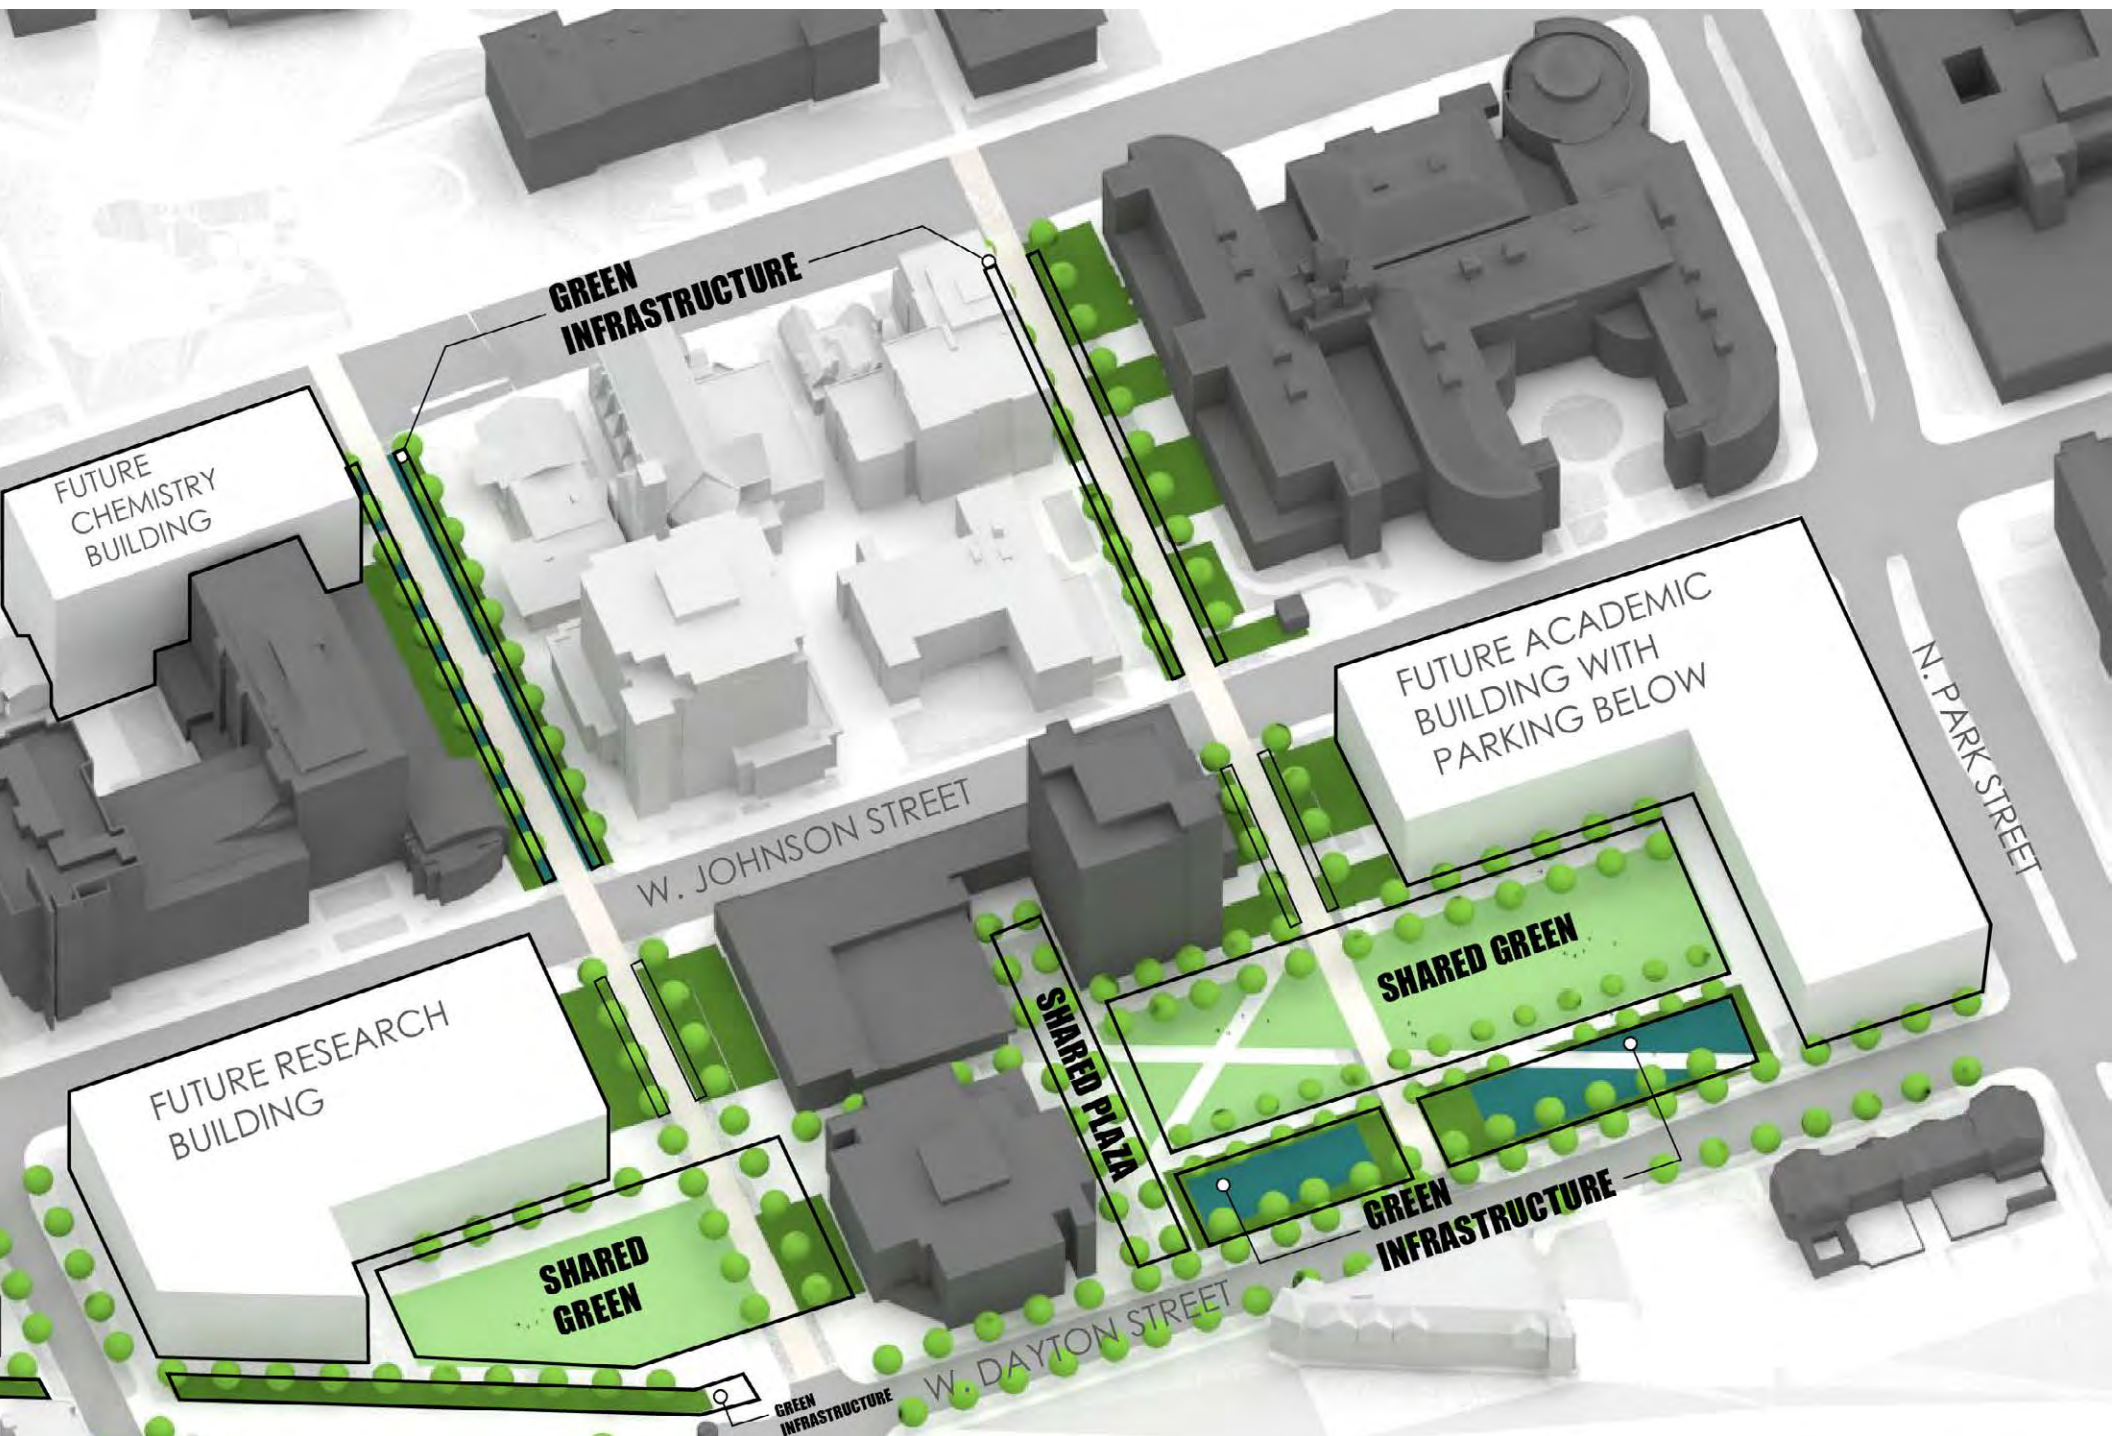 GREEN
INFRASTRUCTURE
FUTURE
CHEMISTRY
BUILDING
FUTURE ACADEMIC
BUILDING WITH
PARKING BELOW
N. PARK STREET
W. JOHNSON STREET
SHARED GREEN
SHARED PLAZA
FUTURE RESEARCH
BUILDING
GREEN
INFRASTRUCTURE
SHARED
GREEN
W. DAYTON STREET
GREEN
INFRASTRUCTURE